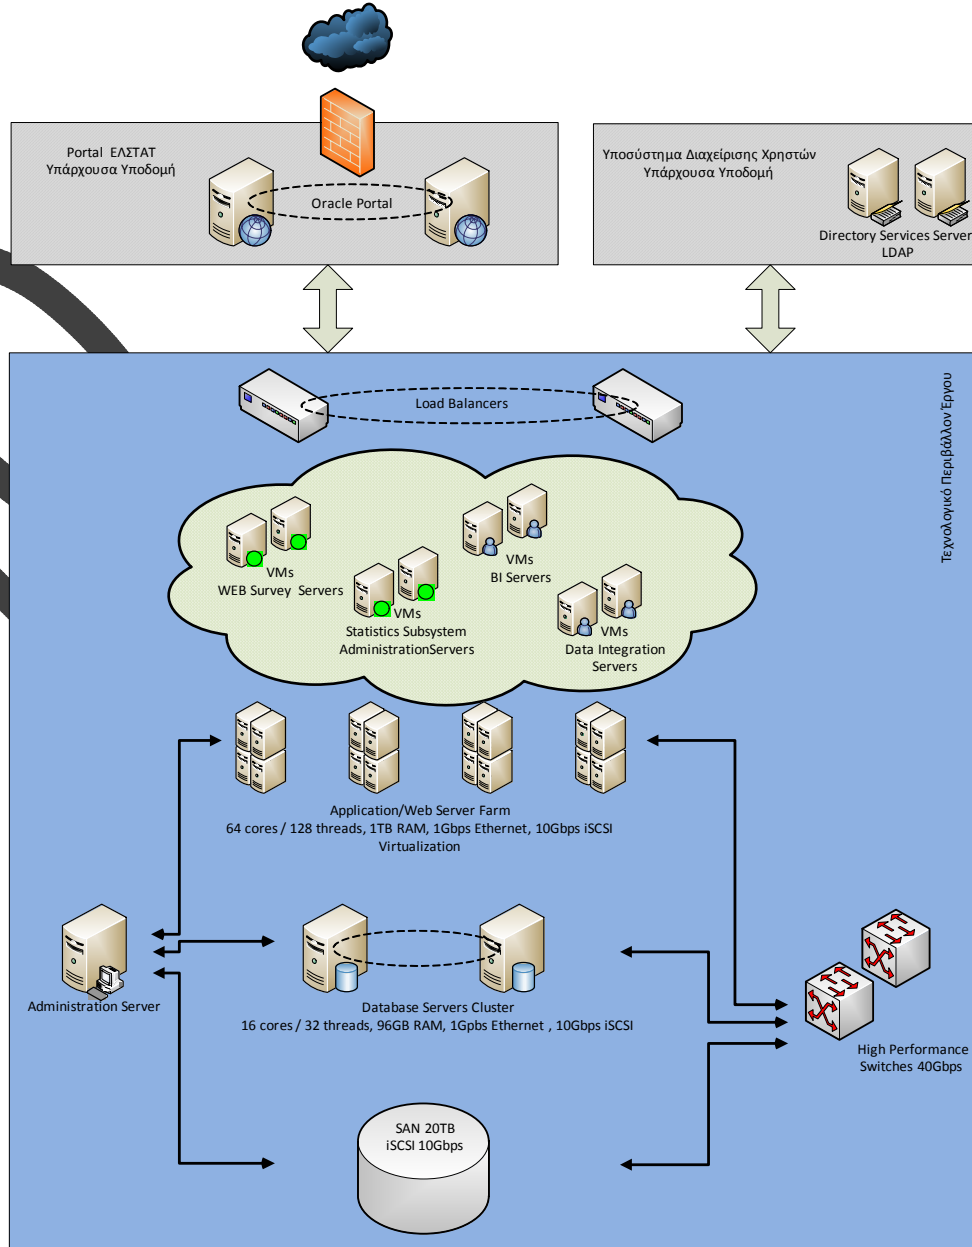 Portal ΕΛΣΤΑΤ
Υπάρχουσα Υποδομή
Oracle Portal
Υποσύστημα Διαχείρισης Χρηστών
Υπάρχουσα Υποδομή
Directory Services Server
LDAP
Load Balancers
Τεχνολογικό Περιβάλλον Έργου
VMs
WEB Survey Servers
VMs
BI Servers
VMs
Statistics Subsystem
AdministrationServers
VMs
Data Integration
Servers
Application/Web Server Farm
64 cores / 128 threads, 1TB RAM, 1Gbps Ethernet, 10Gbps iSCSI
Virtualization
Administration Server
Database Servers Cluster
16 cores / 32 threads, 96GB RAM, 1Gpbs Ethernet , 10Gbps iSCSI
High Performance
Switches 40Gbps
SAN 20TB
iSCSI 10Gbps